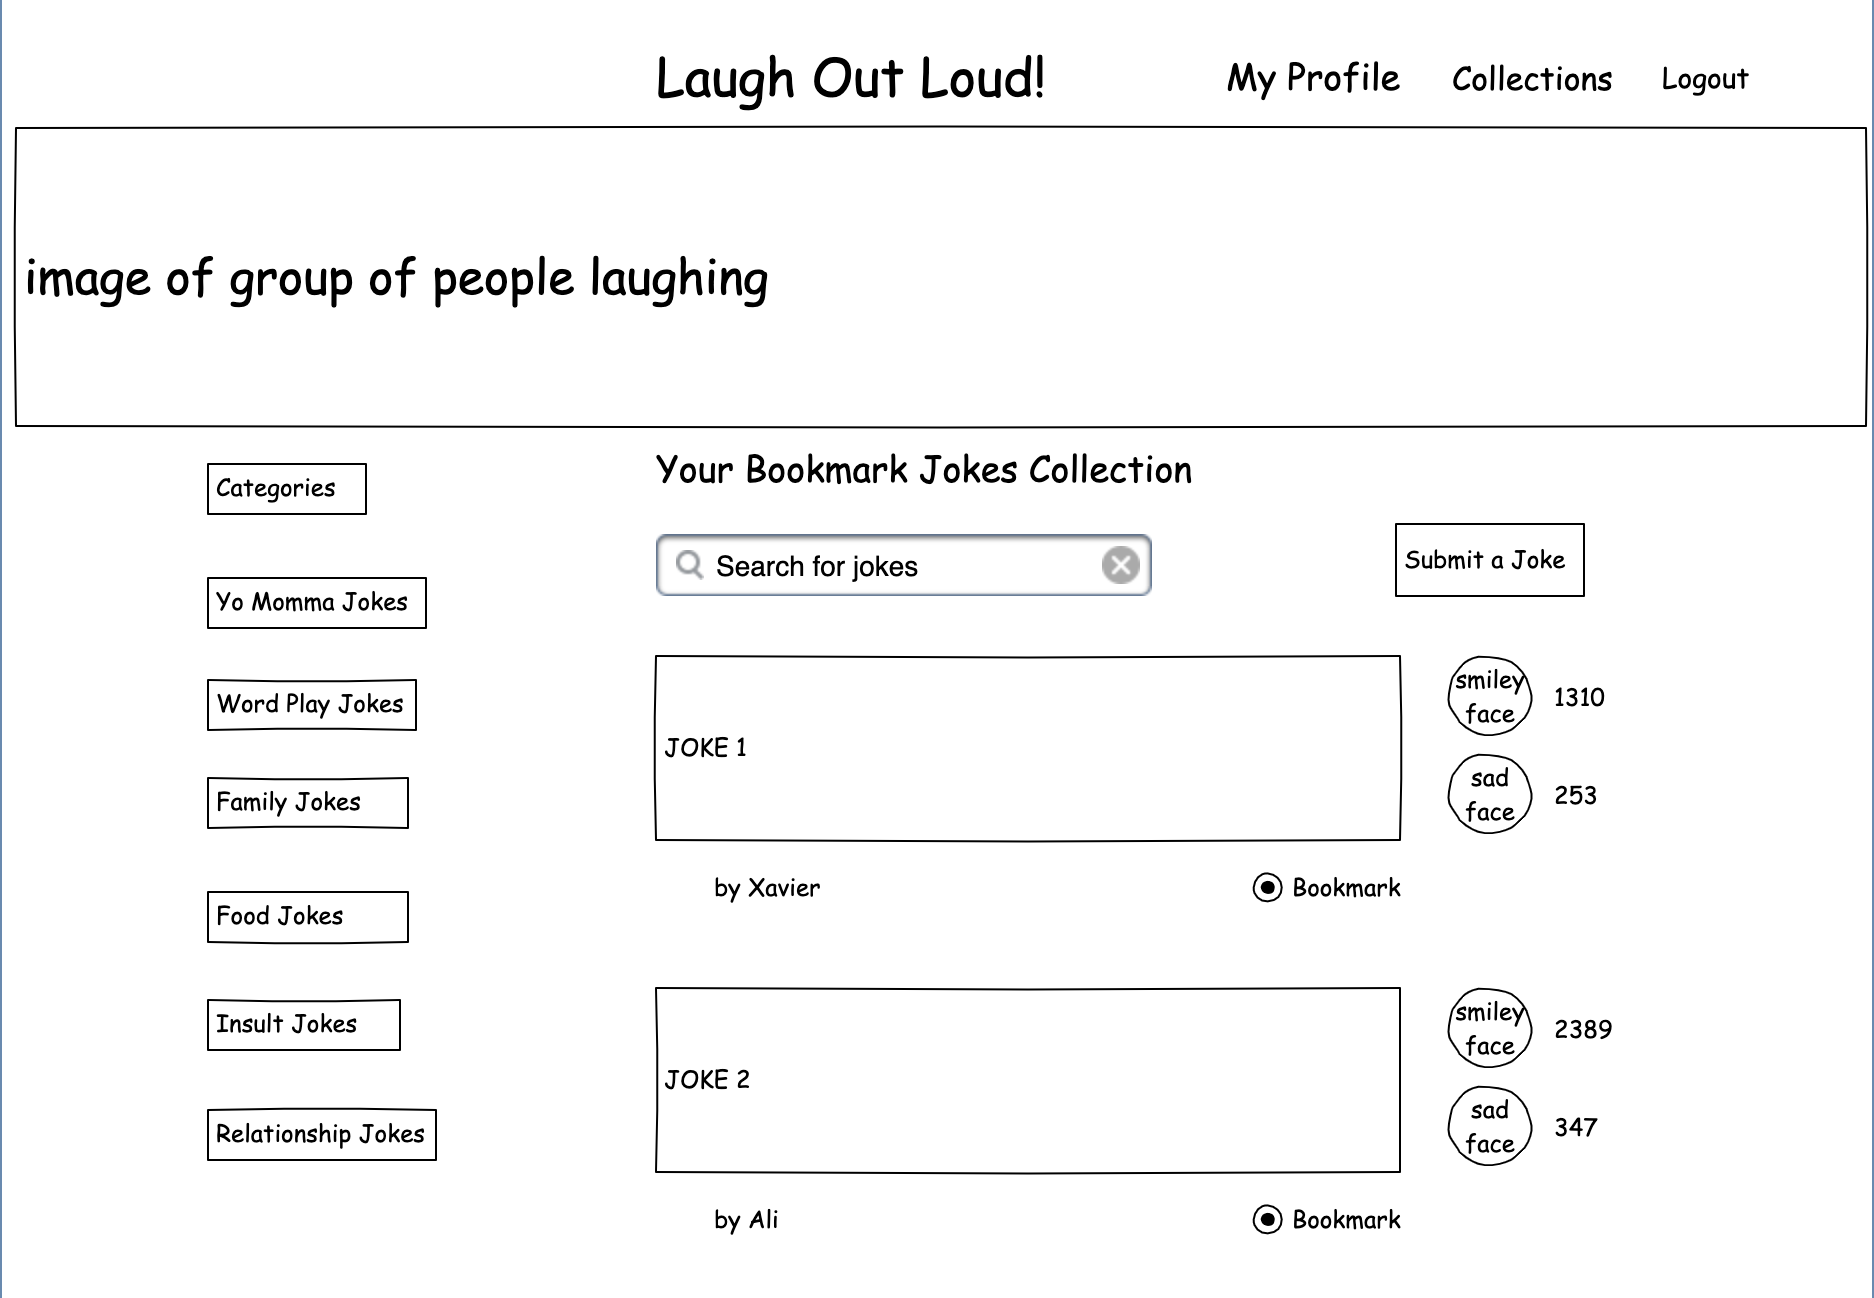 Laugh Out Loud!
My Profile
Collections
Logout
image of group of people laughing
Categories
Yo Momma Jokes
Word Play Jokes
Family Jokes
Food Jokes
Insult Jokes
Relationship Jokes
Your Bookmark Jokes Collection
Search for jokes
Submit a Joke
JOKE 1
smiley
face
1310
sad
face
253
by Xavier
Bookmark
JOKE 2
smiley
face
2389
sad
face
347
by Ali
Bookmark